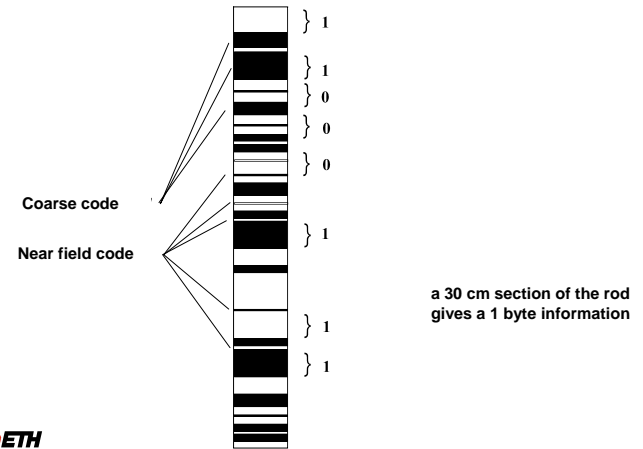 } 1
} 1
} 0
} 0
} 0
Coarse code
} 1
Near field code
a 30 cm section of the rod
gives a 1 byte information
} 1
} 1
ETH